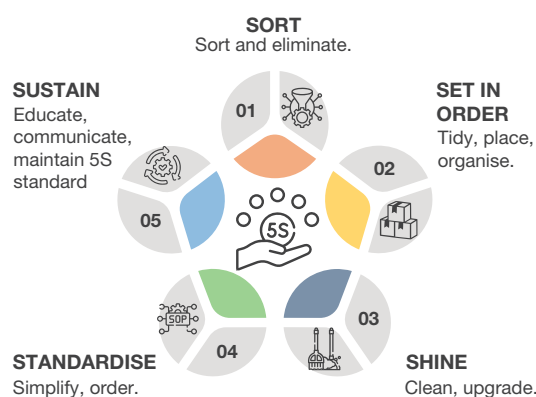 SORT
Sort and eliminate.
SUSTAIN
Educate,
communicate,
maintain 5S
standard
SET IN
ORDER
Tidy, place,
organise.
01
02
05
5S
SOP
03
04
STANDARDISE
Simplify, order.
SHINE
Clean, upgrade.